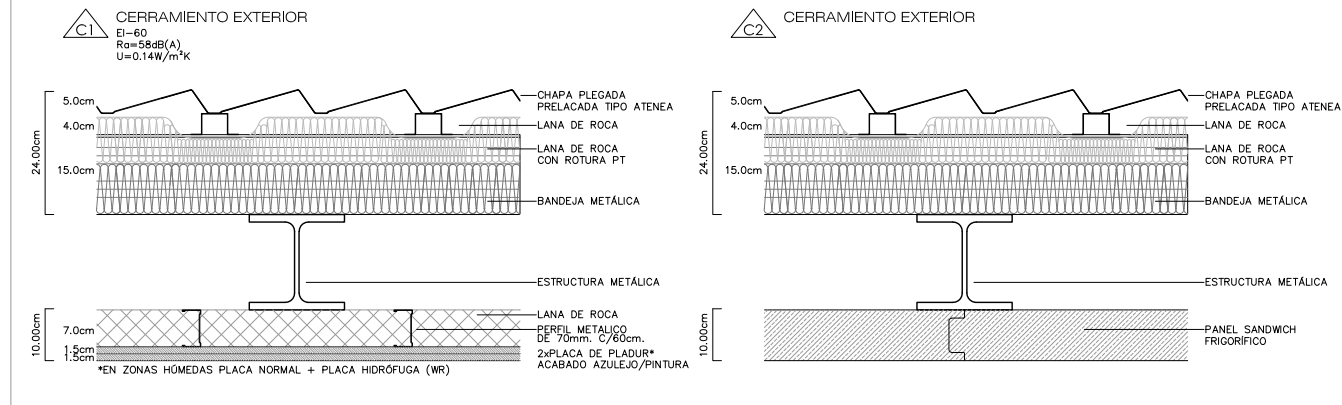 C1
CERRAMIENTO EXTERIOR
EI-60
Ra=58dB(A)
U=0.14W/m²K
5.0cm
4.0cm
15.0cm
24.00cm
CHAPA PLEGADA
PRELACADA TIPO ATENEA
LANA DE ROCA
LANA DE ROCA
CON ROTURA PT
BANDEJA METÁLICA
ESTRUCTURA METÁLICA
LANA DE ROCA
PERFIL METALICO
DE 70mm. C/60cm.
2xPLACA DE PLADUR*
ACABADO AZULEJO/PINTURA
10.00cm
7.0cm
1.5cm
1.5cm
*EN ZONAS HÚMEDAS PLACA NORMAL + PLACA HIDRÓFUGA (WR)
C2
CERRAMIENTO EXTERIOR
5.0cm
4.0cm
15.0cm
24.00cm
CHAPA PLEGADA
PRELACADA TIPO ATENEA
LANA DE ROCA
LANA DE ROCA
CON ROTURA PT
BANDEJA METÁLICA
ESTRUCTURA METÁLICA
PANEL SANDWICH
FRIGORÍFICO
10.00cm